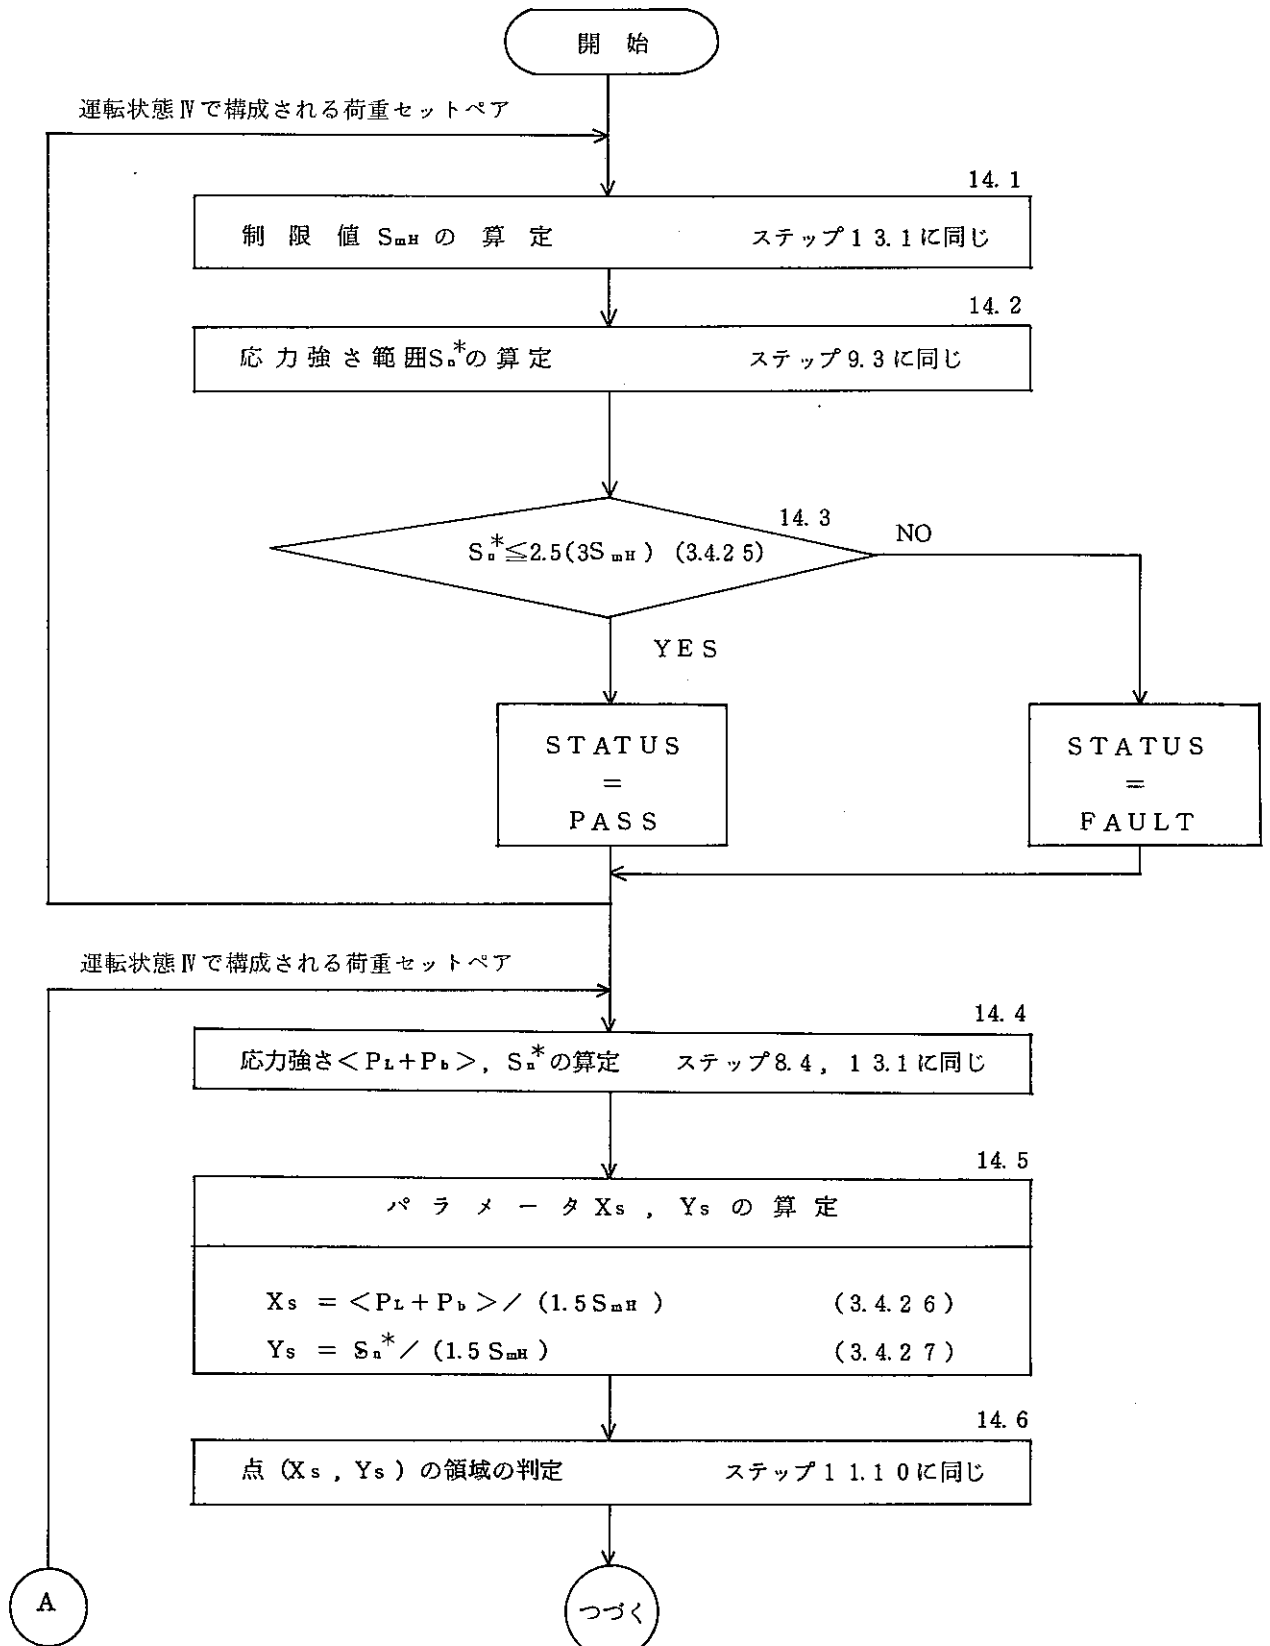 開始
運転状態Ⅳで構成される荷重セットペア
14.1
制限値 SmH の算定 ステップ13.1に同じ
14.2
応力強さ範囲Sn*の算定 ステップ9.3に同じ
14.3
Sn*≦2.5(3SmH) (3.4.25)
NO
YES
STATUS
=
PASS
STATUS
=
FAULT
運転状態Ⅳで構成される荷重セットペア
14.4
応力強さ<PL+Pb>, Sn*の算定 ステップ8.4, 13.1に同じ
14.5
パラメータXs, Ysの算定
Xs = <PL+Pb>/(1.5SmH) (3.4.26)
Ys = Sn*/(1.5SmH) (3.4.27)
14.6
点(Xs, Ys)の領域の判定 ステップ11.10に同じ
A
つづく